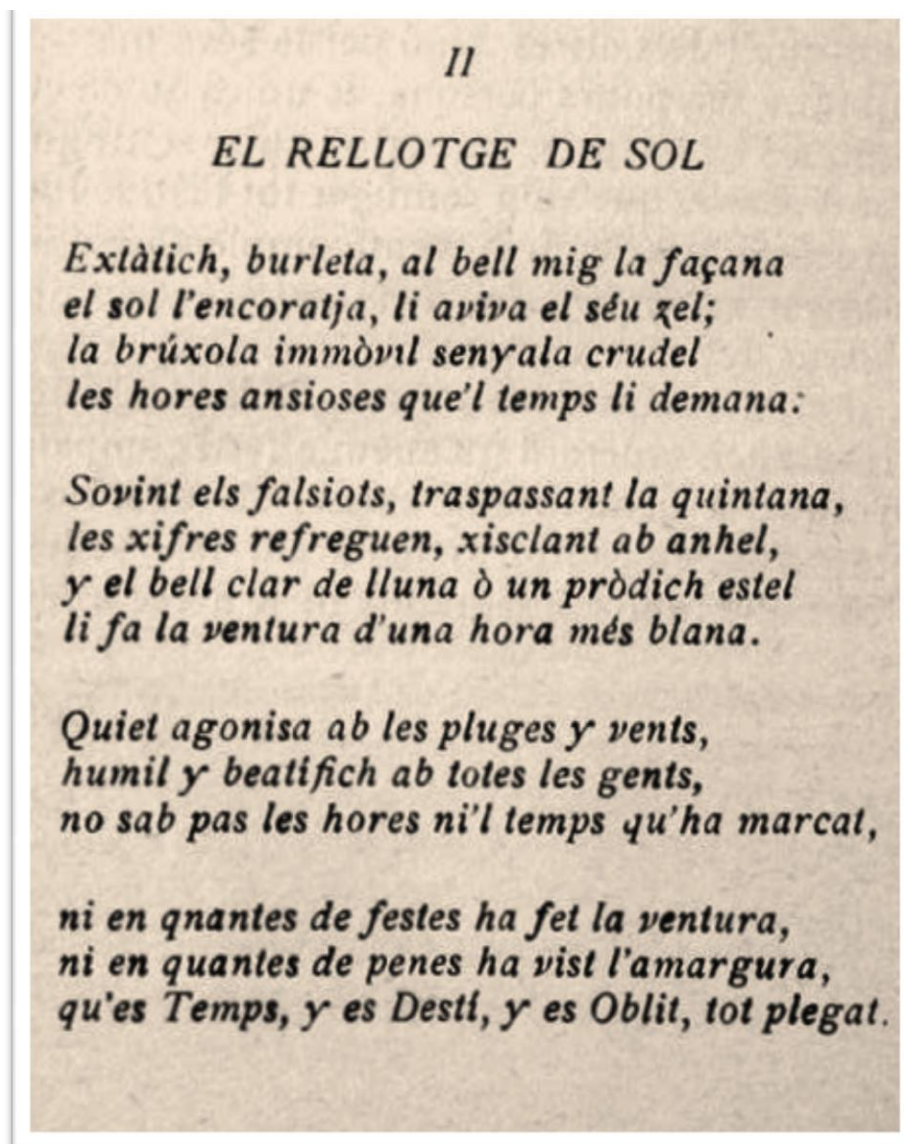 II
EL RELLOTGE DE SOL
Extàtich, burleta, al bell mig la façana
el sol l'encoratja, li aviva el séu zel;
la brúxola immòvil senyala crudel
les hores ansioses que'l temps li demana:
Sovint els falsiots, traspassant la quintana,
les xifres refreguen, xisclant ab anhel,
y el bell clar de lluna ò un pròdich estel
li fa la ventura d'una hora més blana.
Quiet agonisa ab les pluges y vents,
humil y beatifich ab totes les gents,
no sab pas les hores ni'l temps qu'ha marcat,
ni en qnantes de festes ha fet la ventura,
ni en quantes de penes ha vist l'amargura,
qu'es Temps, y es Destí, y es Oblit, tot plegat.